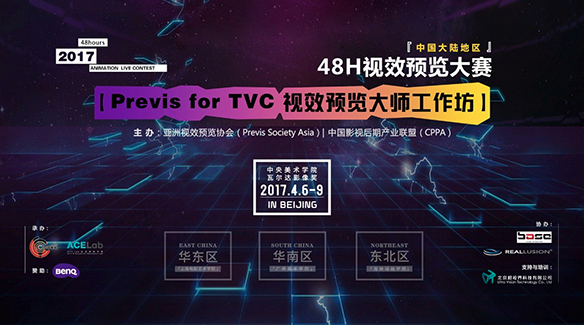 『 中国大陆地区 』
48hours
2017
ANIMATION LIVE CONTEST
48H视效预览大赛
[ Previs for TVC 视效预览大师工作坊 ]
主 办 : 亚洲视效预览协会 ( Previs Society Asia ) | 中国影视后期产业联盟 ( CPPA )
中央美术学院
瓦尔达影像奖
2017.4.6-9
IN BEIJING
承办 :
ACELab
赞助 :
BenQ
EAST CHINA
华东区
SOUTH CHINA
华南区
NORTHEAST
东北区
协办 :
REALLUSION
支持与培训 :